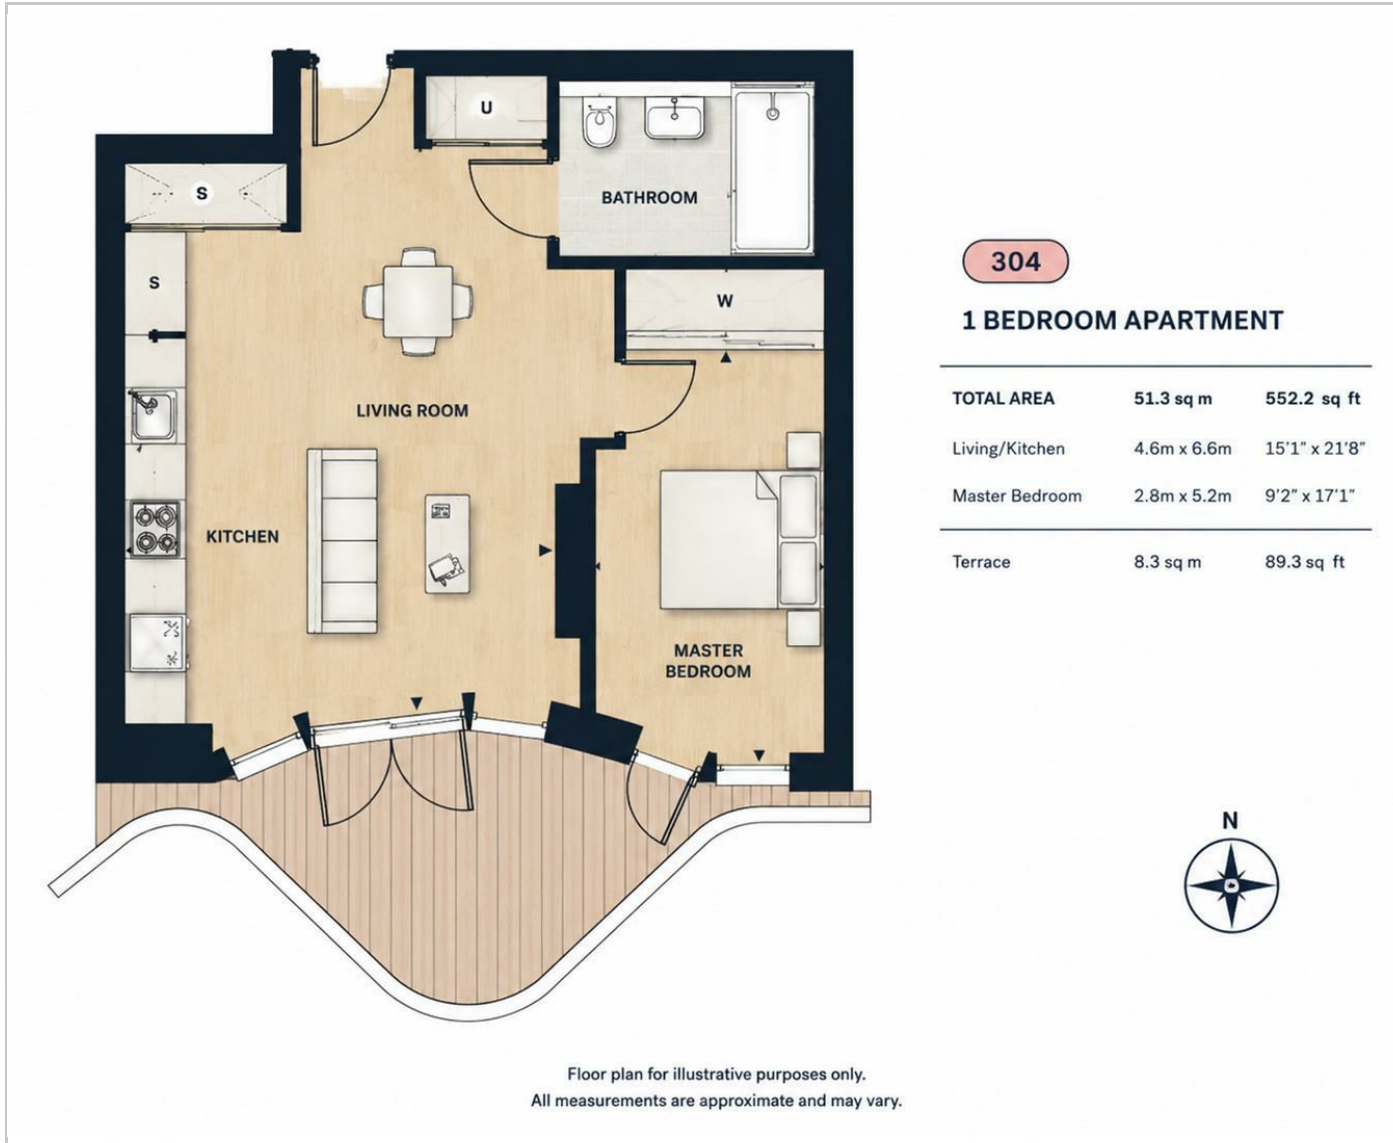 U
S
BATHROOM
S
W
LIVING ROOM
KITCHEN
MASTER
BEDROOM
304
1 BEDROOM APARTMENT
TOTAL AREA 51.3 sq m 552.2 sq ft
Living/Kitchen 4.6m x 6.6m 15'1" x 21'8"
Master Bedroom 2.8m x 5.2m 9'2" x 17'1"
Terrace 8.3 sq m 89.3 sq ft
N
Floor plan for illustrative purposes only.
All measurements are approximate and may vary.